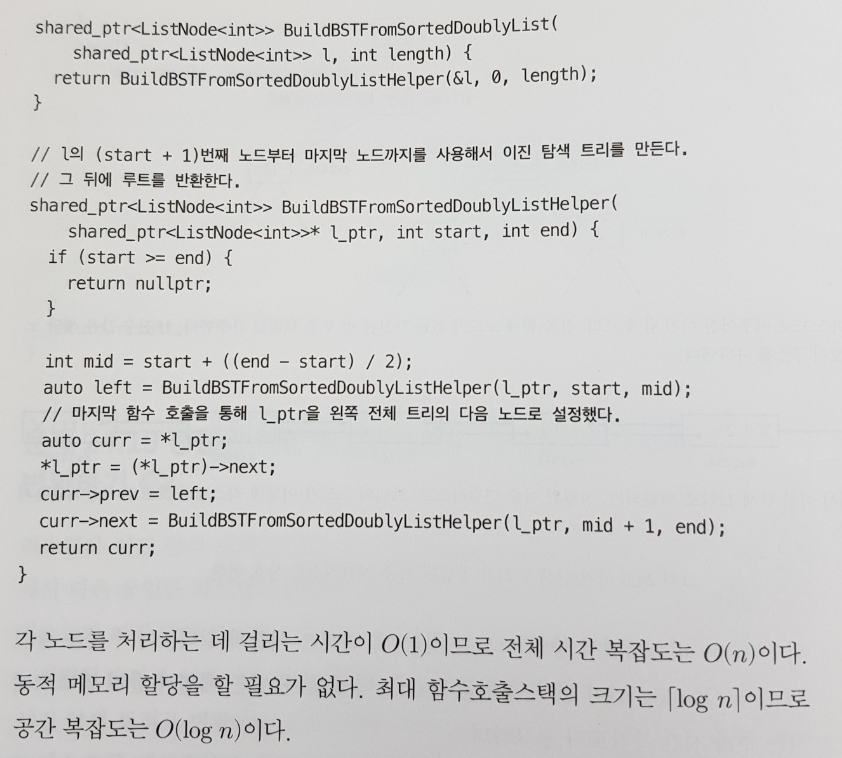 shared_ptr<ListNode<int>> BuildBSTFromSortedDoublyList(
shared_ptr<ListNode<int>> l, int length) {
return BuildBSTFromSortedDoublyListHelper(&l, 0, length);
}
// l의 (start + 1)번째 노드부터 마지막 노드까지를 사용해서 이진 탐색 트리를 만든다.
// 그 뒤에 루트를 반환한다.
shared_ptr<ListNode<int>> BuildBSTFromSortedDoublyListHelper(
shared_ptr<ListNode<int>>* l_ptr, int start, int end) {
if (start >= end) {
return nullptr;
}
int mid = start + ((end - start) / 2);
auto left = BuildBSTFromSortedDoublyListHelper(l_ptr, start, mid);
// 마지막 함수 호출을 통해 l_ptr을 왼쪽 전체 트리의 다음 노드로 설정했다.
auto curr = *l_ptr;
*l_ptr = (*l_ptr)->next;
curr->prev = left;
curr->next = BuildBSTFromSortedDoublyListHelper(l_ptr, mid + 1, end);
return curr;
}
각 노드를 처리하는 데 걸리는 시간이 O(1)이므로 전체 시간 복잡도는 O(n)이다.
동적 메모리 할당을 할 필요가 없다. 최대 함수호출스택의 크기는 ⌈log n⌉이므로
공간 복잡도는 O(log n)이다.